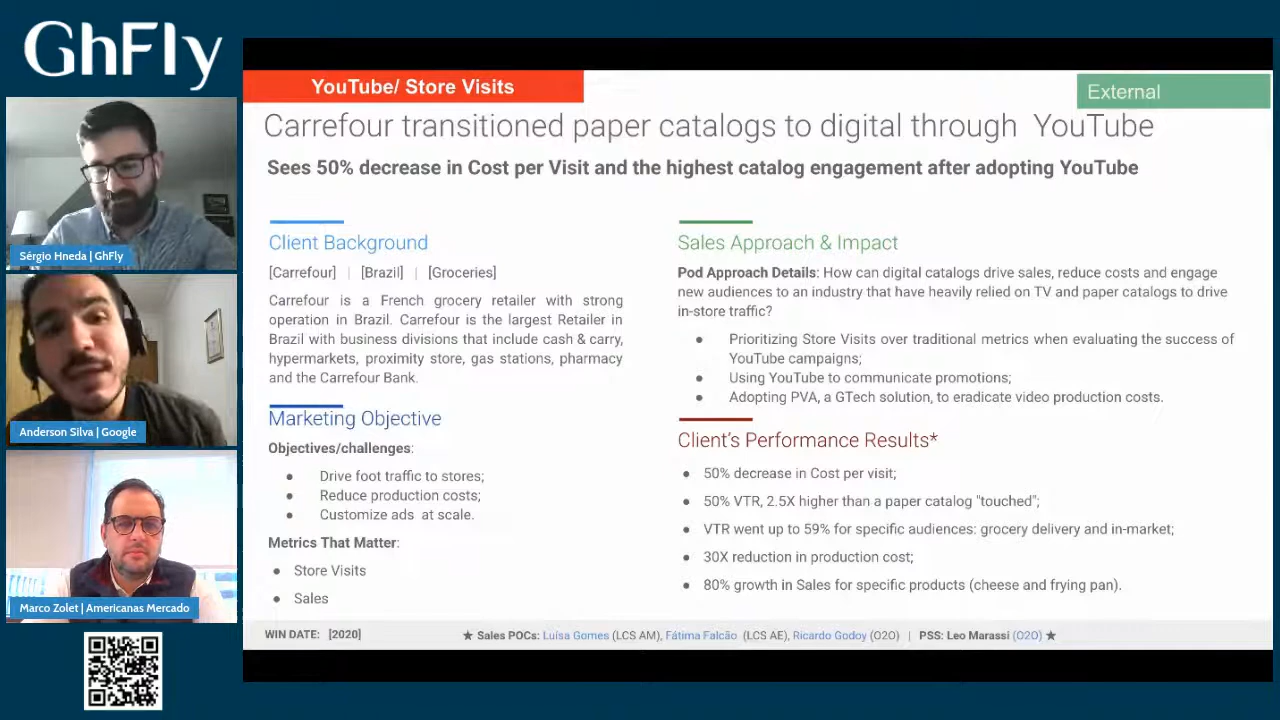 GhFly
Sérgio Hneda | GhFly
Anderson Silva | Google
Marco Zolet | Americanas Mercado
YouTube/ Store Visits
External
Carrefour transitioned paper catalogs to digital through YouTube
Sees 50% decrease in Cost per Visit and the highest catalog engagement after adopting YouTube
Client Background
[Carrefour] | [Brazil] | [Groceries]
Carrefour is a French grocery retailer with strong
operation in Brazil. Carrefour is the largest Retailer in
Brazil with business divisions that include cash & carry,
hypermarkets, proximity store, gas stations, pharmacy
and the Carrefour Bank.
Marketing Objective
Objectives/challenges:
● Drive foot traffic to stores;
● Reduce production costs;
● Customize ads at scale.
Metrics That Matter:
● Store Visits
● Sales
Sales Approach & Impact
Pod Approach Details: How can digital catalogs drive sales, reduce costs and engage
new audiences to an industry that have heavily relied on TV and paper catalogs to drive
in-store traffic?
● Prioritizing Store Visits over traditional metrics when evaluating the success of
YouTube campaigns;
● Using YouTube to communicate promotions;
● Adopting PVA, a GTech solution, to eradicate video production costs.
Client's Performance Results*
● 50% decrease in Cost per visit;
● 50% VTR, 2.5X higher than a paper catalog "touched";
● VTR went up to 59% for specific audiences: grocery delivery and in-market;
● 30X reduction in production cost;
● 80% growth in Sales for specific products (cheese and frying pan).
WIN DATE: [2020] ★ Sales POCs: Luísa Gomes (LCS AM), Fátima Falcão (LCS AE), Ricardo Godoy (O2O) | PSS: Leo Marassi (O2O) ★